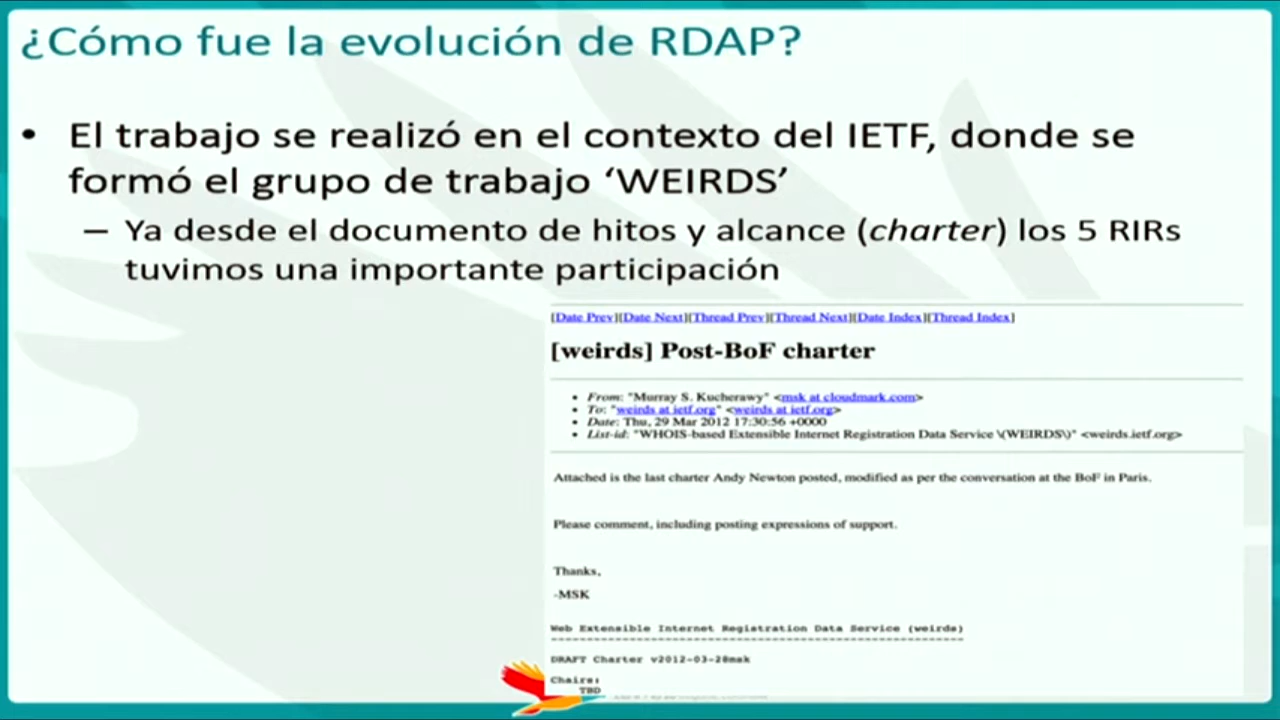 ¿Cómo fue la evolución de RDAP?
• El trabajo se realizó en el contexto del IETF, donde se
formó el grupo de trabajo ‘WEIRDS’
– Ya desde el documento de hitos y alcance (charter) los 5 RIRs
tuvimos una importante participación
[Date Prev][Date Next][Thread Prev][Thread Next][Date Index][Thread Index]
[weirds] Post-BoF charter
• From: "Murray S. Kucherawy" <msk at cloudmark.com>
• To: "weirds at ietf.org" <weirds at ietf.org>
• Date: Thu, 29 Mar 2012 17:30:56 +0000
• List-id: "WHOIS-based Extensible Internet Registration Data Service \(WEIRDS\)" <weirds.ietf.org>
Attached is the last charter Andy Newton posted, modified as per the conversation at the BoF in Paris.
Please comment, including posting expressions of support.
Thanks,
-MSK
Web Extensible Internet Registration Data Service (weirds)
----------------------------------------------------------
DRAFT Charter v2012-03-28msk
Chairs:
TBD